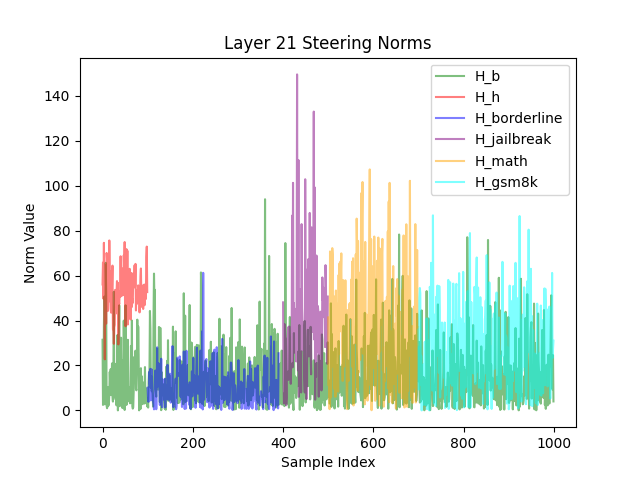 Layer 21 Steering Norms
H_b
H_h
H_borderline
H_jailbreak
H_math
H_gsm8k
Norm Value
140
120
100
80
60
40
20
0
0
200
400
600
800
1000
Sample Index